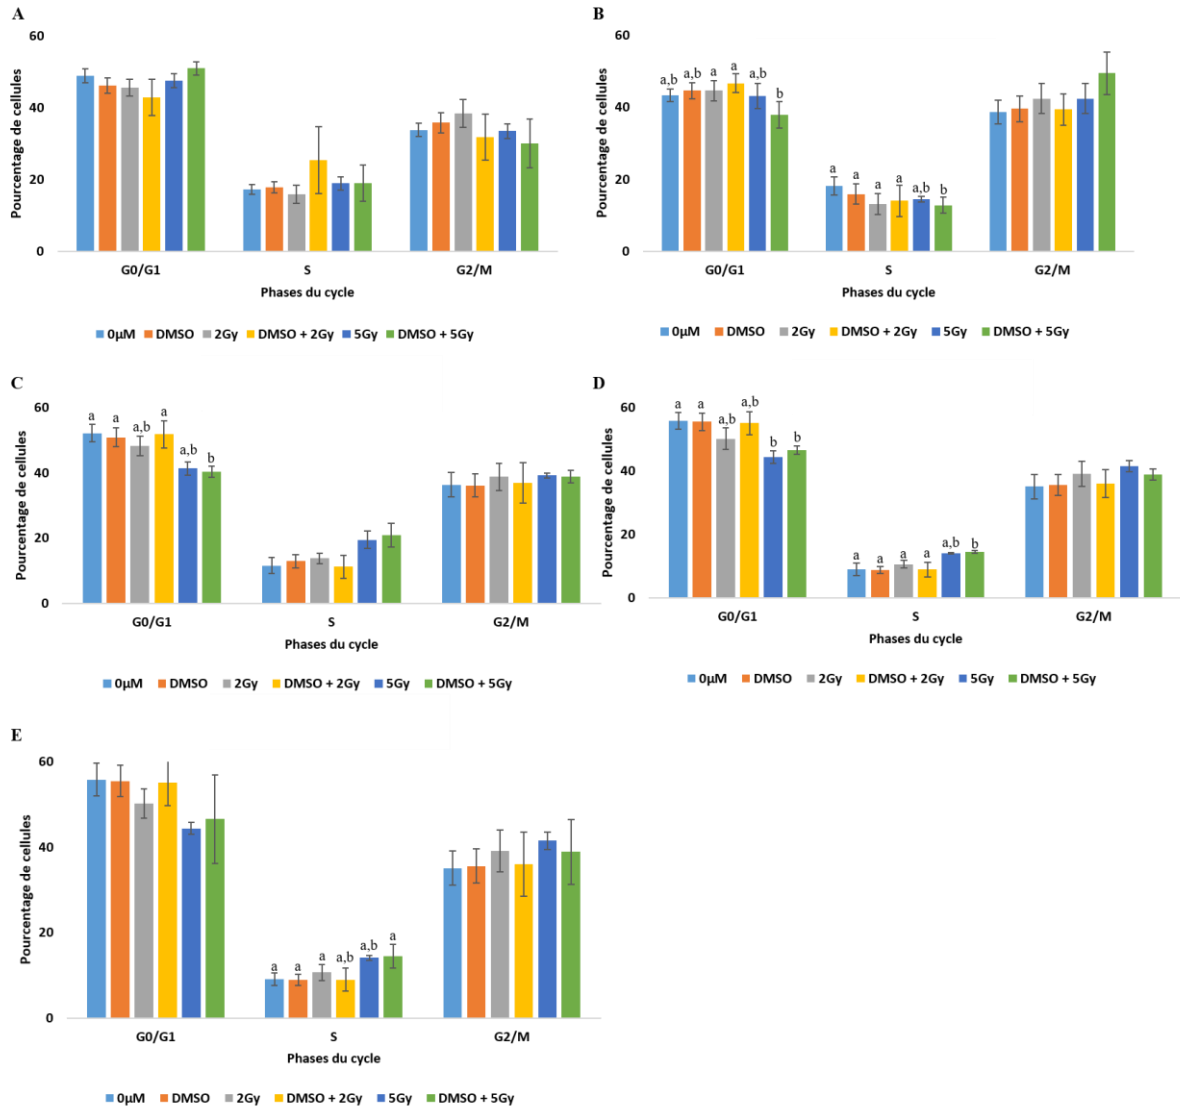 A
Pourcentage de cellules
60
40
20
0
G0/G1 S G2/M
Phases du cycle
0µM DMSO 2Gy DMSO + 2Gy 5Gy DMSO + 5Gy
B
Pourcentage de cellules
60
40
20
0
a,b a,b a a a,b b
a a a a a,b b
G0/G1 S G2/M
Phases du cycle
0µM DMSO 2Gy DMSO + 2Gy 5Gy DMSO + 5Gy
C
Pourcentage de cellules
60
40
20
0
a a a,b a a,b b
G0/G1 S G2/M
Phases du cycle
0µM DMSO 2Gy DMSO + 2Gy 5Gy DMSO + 5Gy
D
Pourcentage de cellules
60
40
20
0
a a a,b a,b b b
a a a a a,b b
G0/G1 S G2/M
Phases du cycle
0µM DMSO 2Gy DMSO + 2Gy 5Gy DMSO + 5Gy
E
Pourcentage de cellules
60
40
20
0
a a a a,b a,b a
G0/G1 S G2/M
Phases du cycle
0µM DMSO 2Gy DMSO + 2Gy 5Gy DMSO + 5Gy